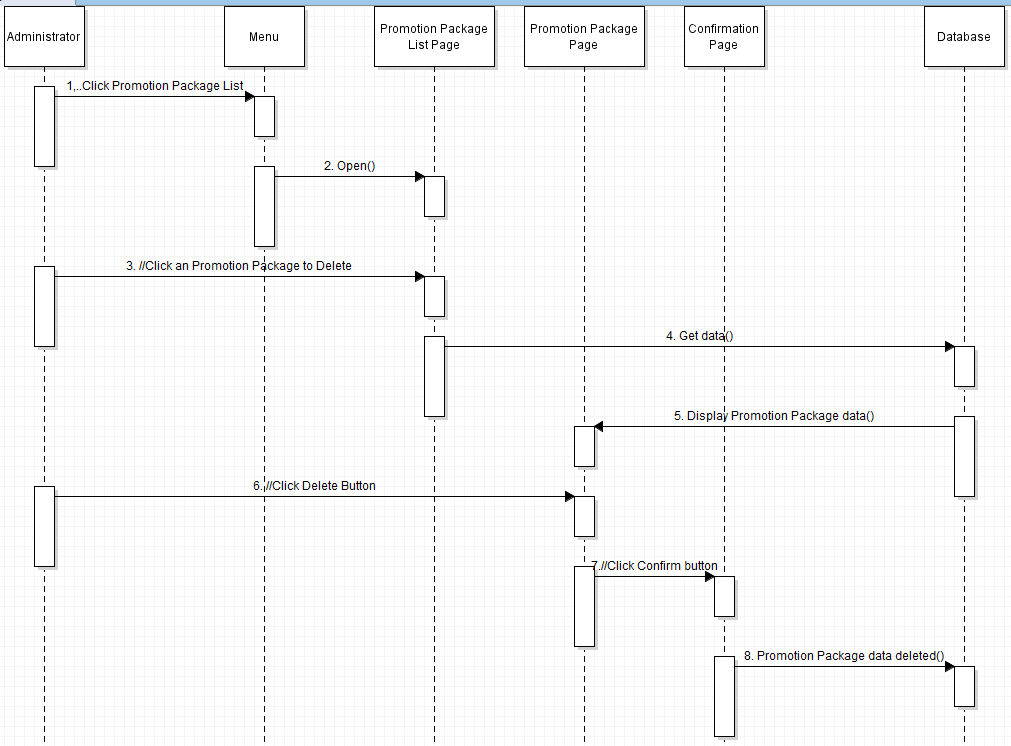 Administrator
Menu
Promotion Package
List Page
Promotion Package
Page
Confirmation
Page
Database
1,..Click Promotion Package List
2. Open()
3. //Click an Promotion Package to Delete
4. Get data()
5. Display Promotion Package data()
6.//Click Delete Button
7.//Click Confirm button
8. Promotion Package data deleted()